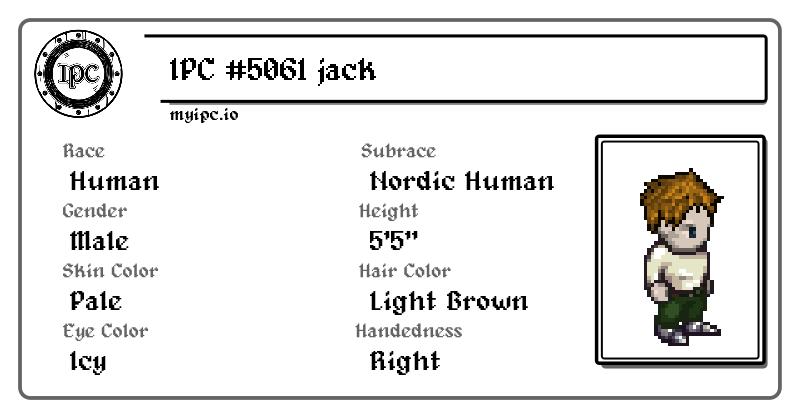 IPC
IPC #5061 jack
myipc.io
Race
Human
Subrace
Nordic Human
Gender
Male
Height
5'5"
Skin Color
Pale
Hair Color
Light Brown
Eye Color
Icy
Handedness
Right